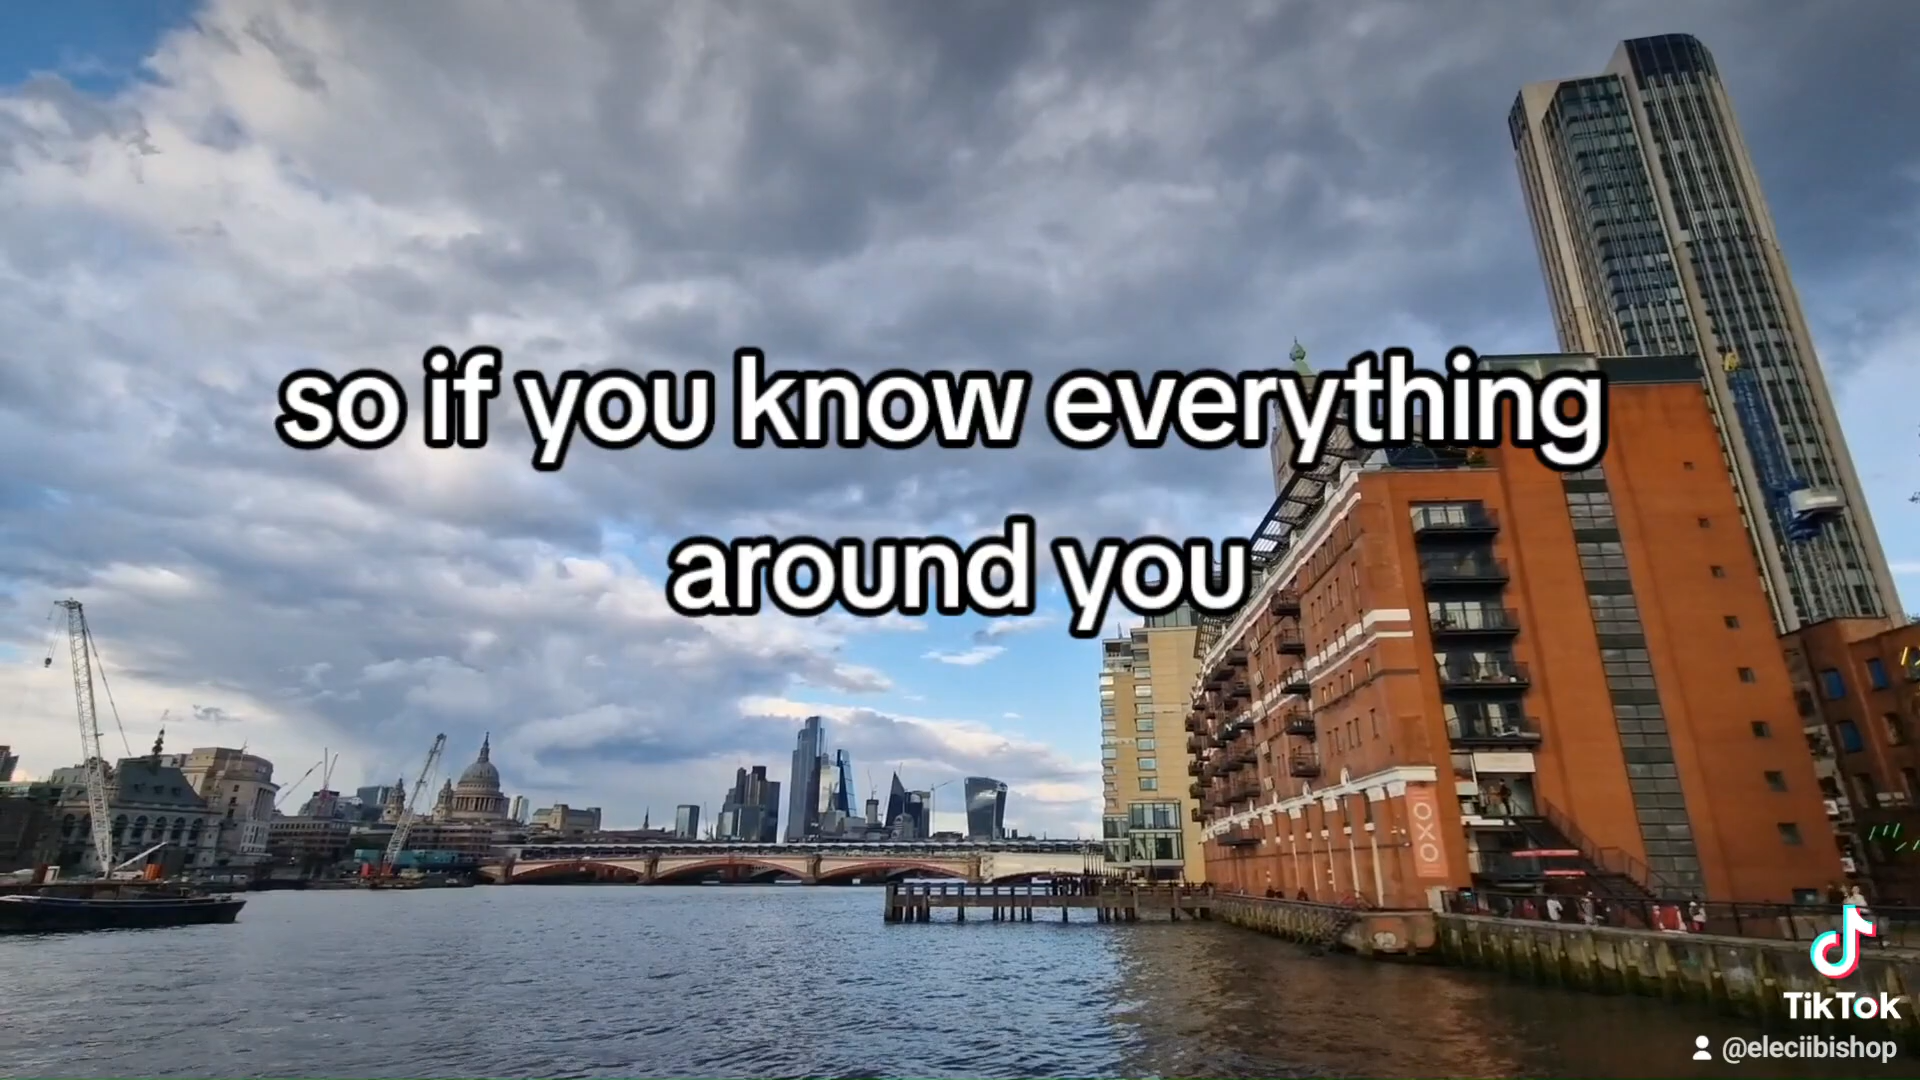 so if you know everything
around you
OXO
TikTok
@eleciibishop